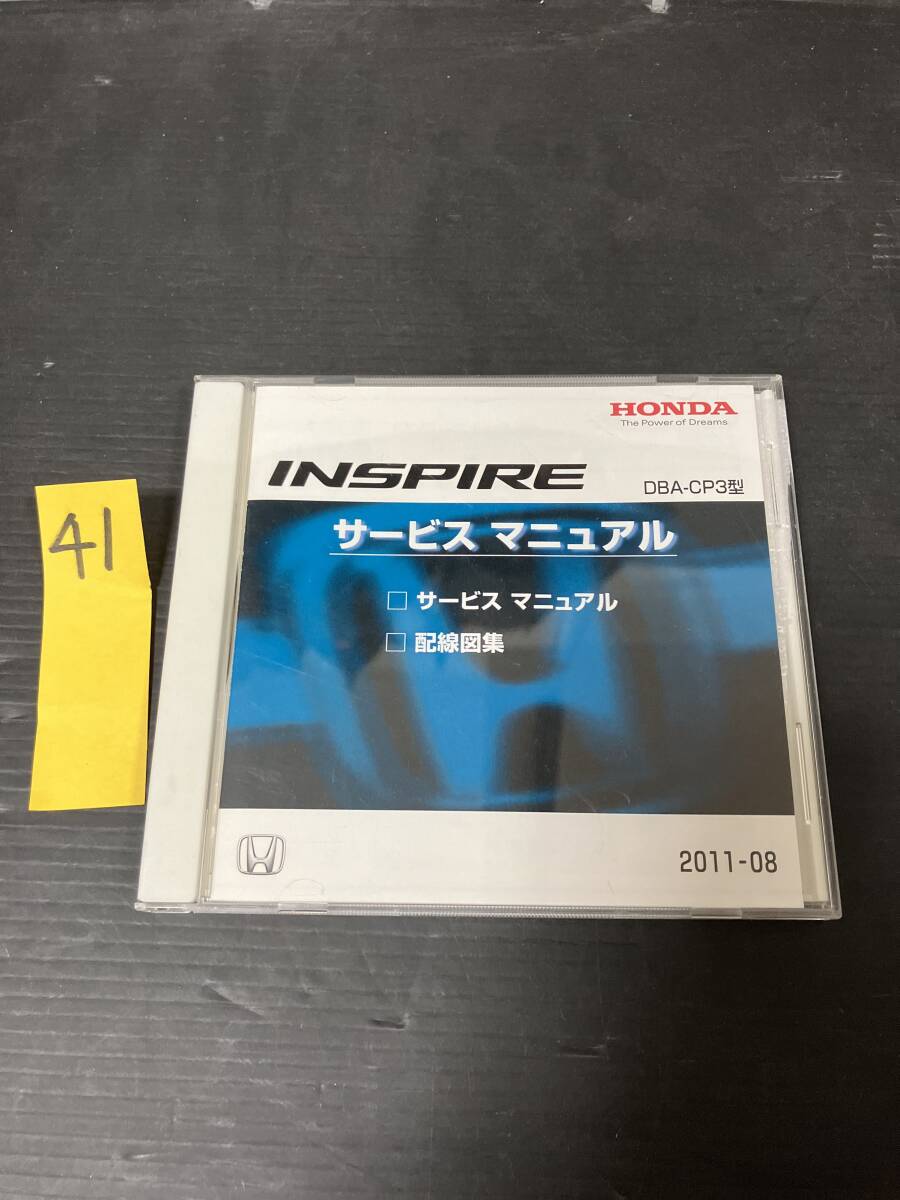 HONDA
The Power of Dreams
INSPIRE
DBA-CP3型
サービス マニュアル
□ サービス マニュアル
□ 配線図集
2011-08
41